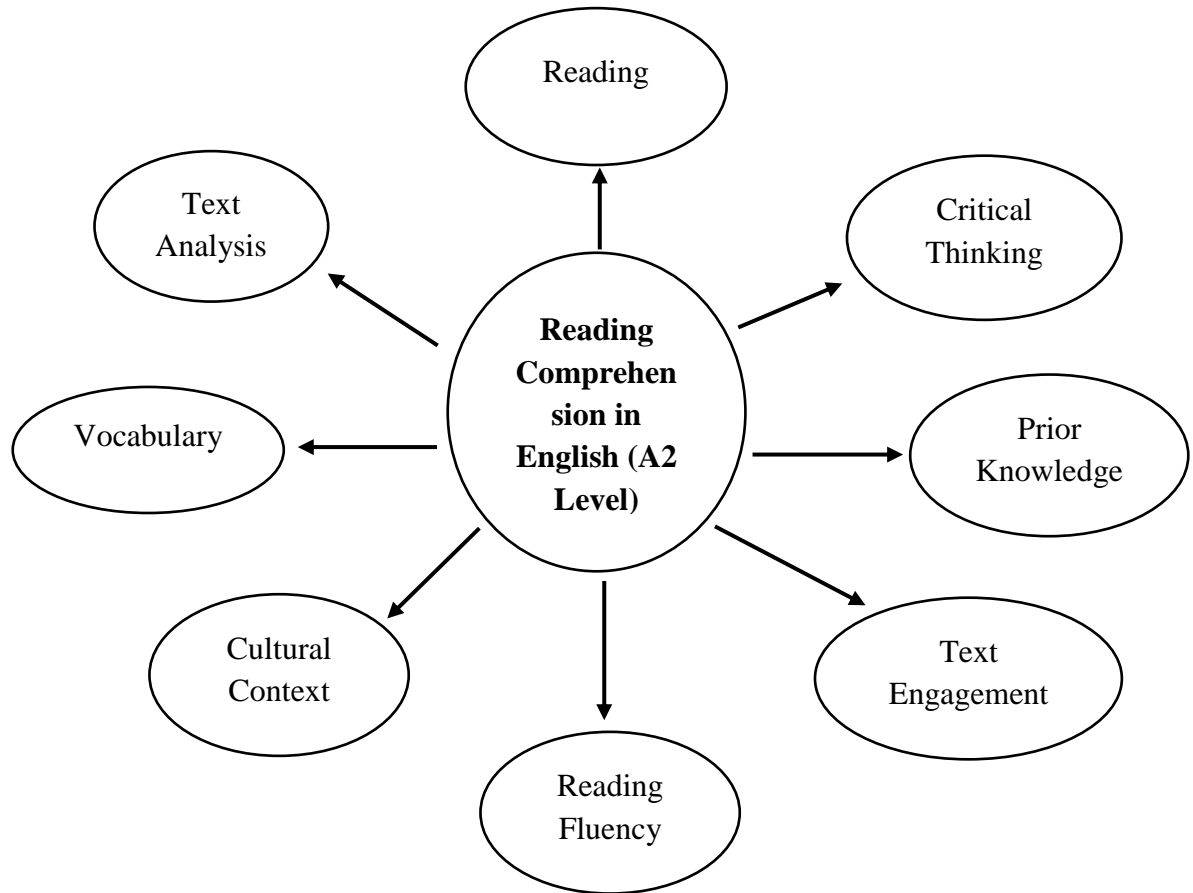 Reading
Text
Analysis
Critical
Thinking
Reading
Comprehen
sion in
English (A2
Level)
Vocabulary
Prior
Knowledge
Cultural
Context
Text
Engagement
Reading
Fluency